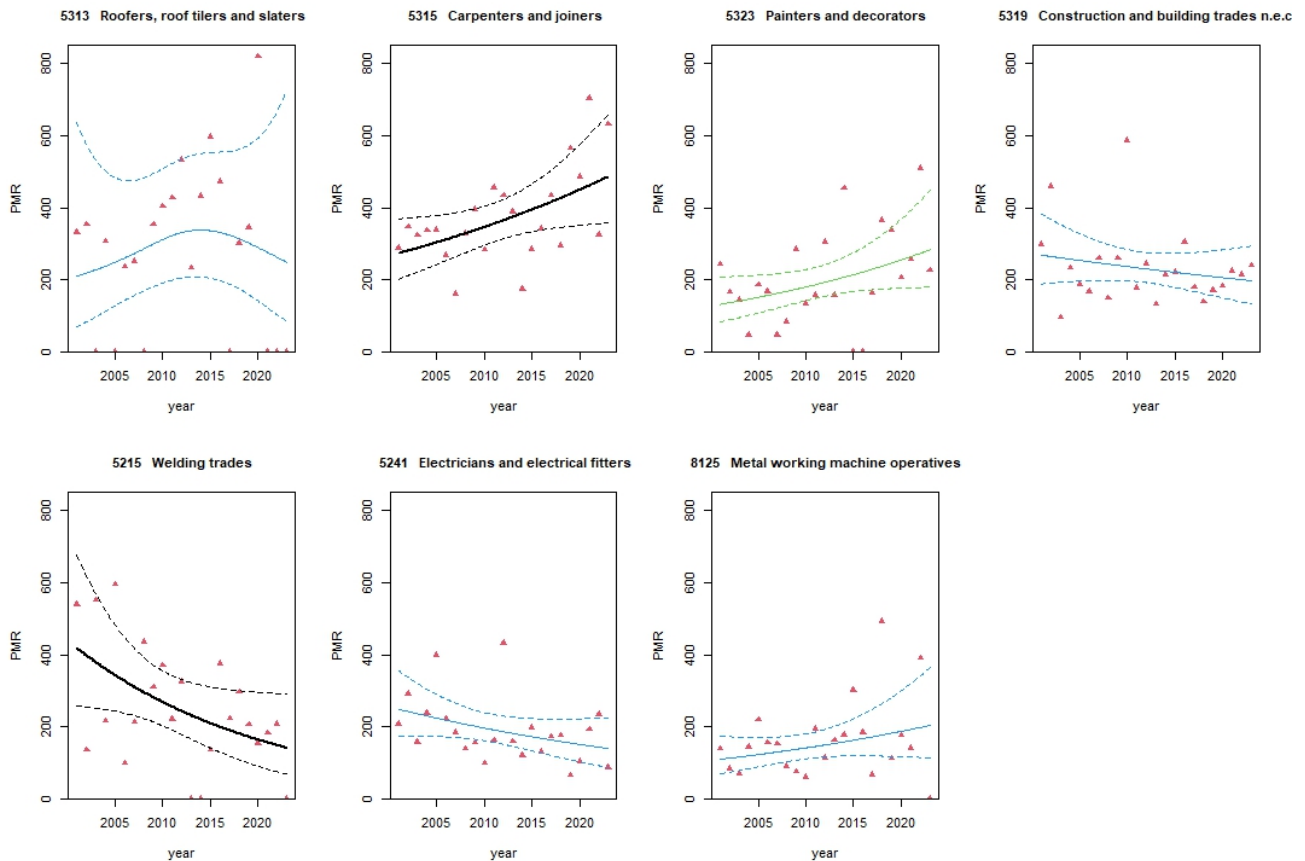 5313 Roofers, roof tilers and slaters
5315 Carpenters and joiners
5323 Painters and decorators
5319 Construction and building trades n.e.c
PMR
0 200 400 600 800
2005 2010 2015 2020
year
PMR
0 200 400 600 800
2005 2010 2015 2020
year
PMR
0 200 400 600 800
2005 2010 2015 2020
year
PMR
0 200 400 600 800
2005 2010 2015 2020
year
5215 Welding trades
5241 Electricians and electrical fitters
8125 Metal working machine operatives
PMR
0 200 400 600 800
2005 2010 2015 2020
year
PMR
0 200 400 600 800
2005 2010 2015 2020
year
PMR
0 200 400 600 800
2005 2010 2015 2020
year